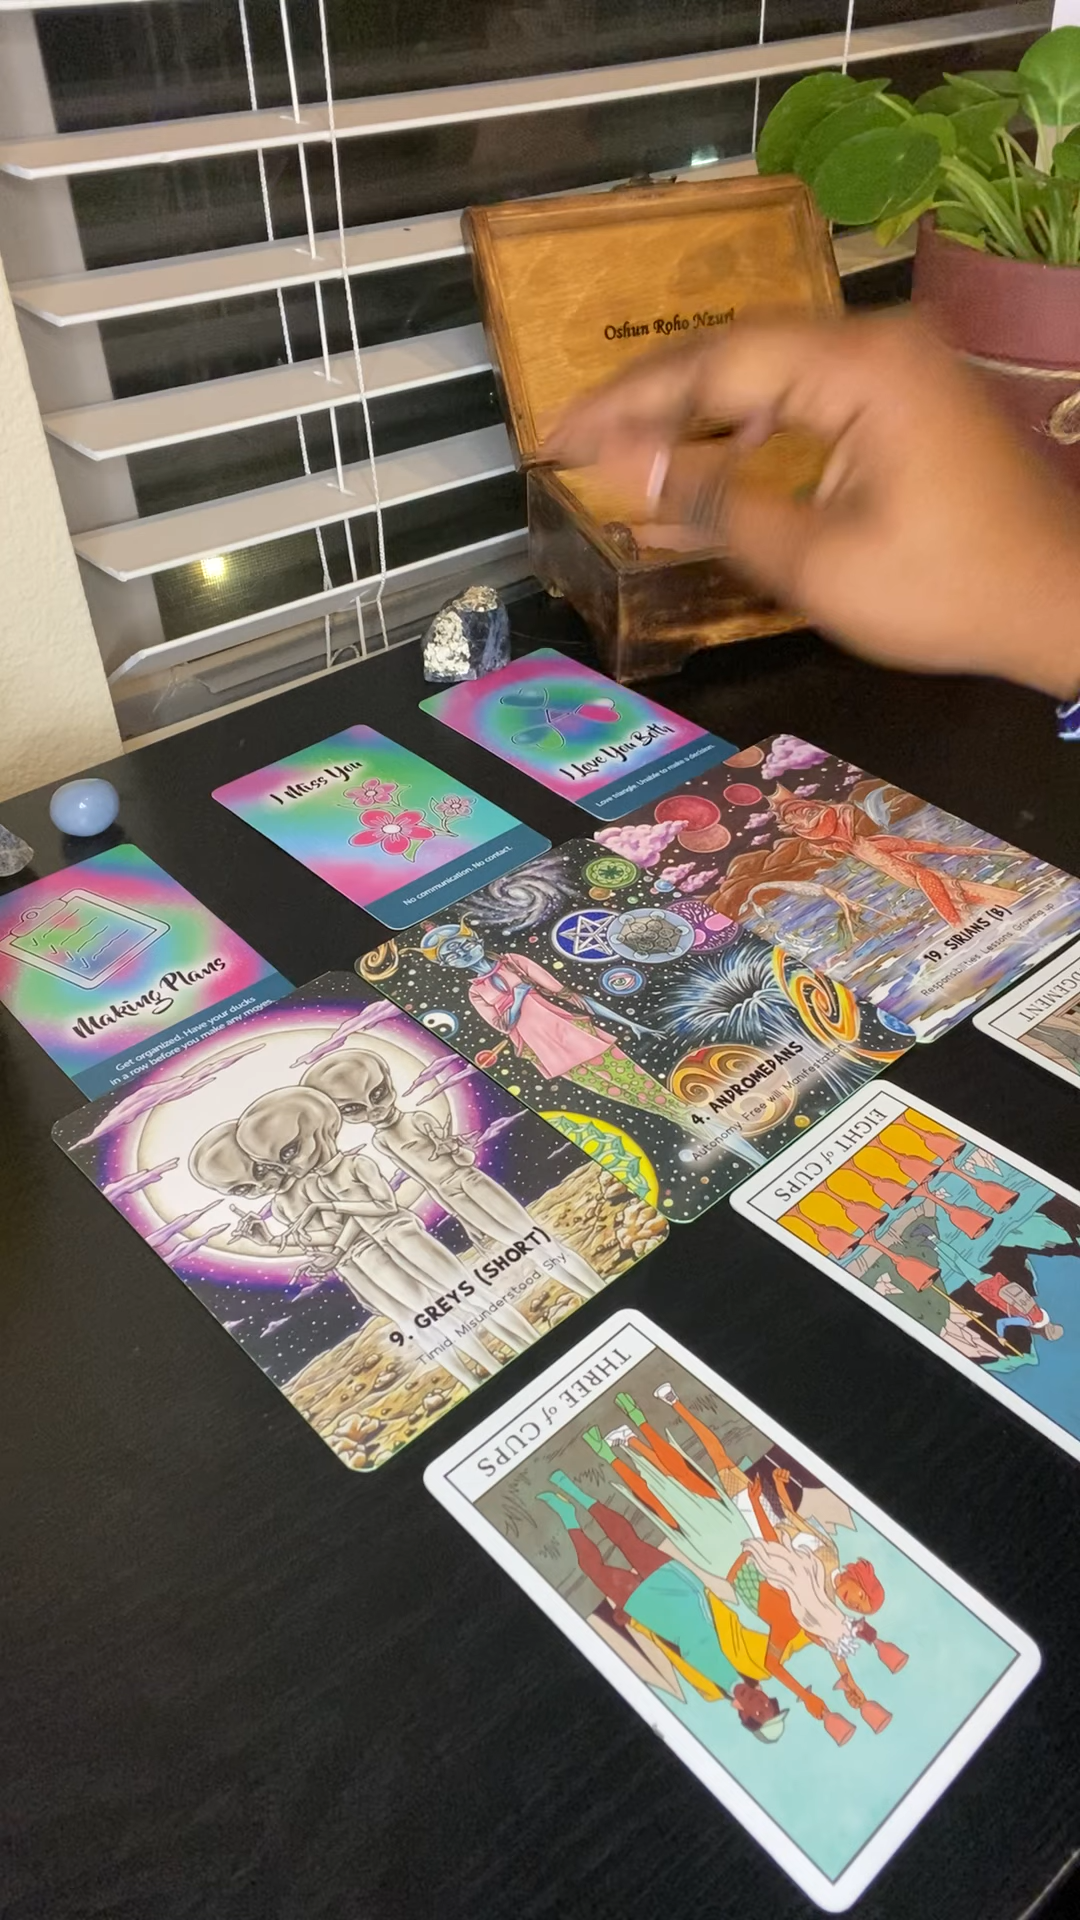 Oshun Roho Nzuri
I Love You Both
Love triangle. Unable to make a decision.
I Miss You
No communication. No contact.
Making Plans
Get organized. Have your ducks
in a row before you make any moves.
19. SIRIANS (B)
Responsibilities Lessons Growing up
4. ANDROMEDANS
Autonomy Free will
9. GREYS (SHORT)
Timid Misunderstood Shy
EIGHT of CUPS
THREE of CUPS